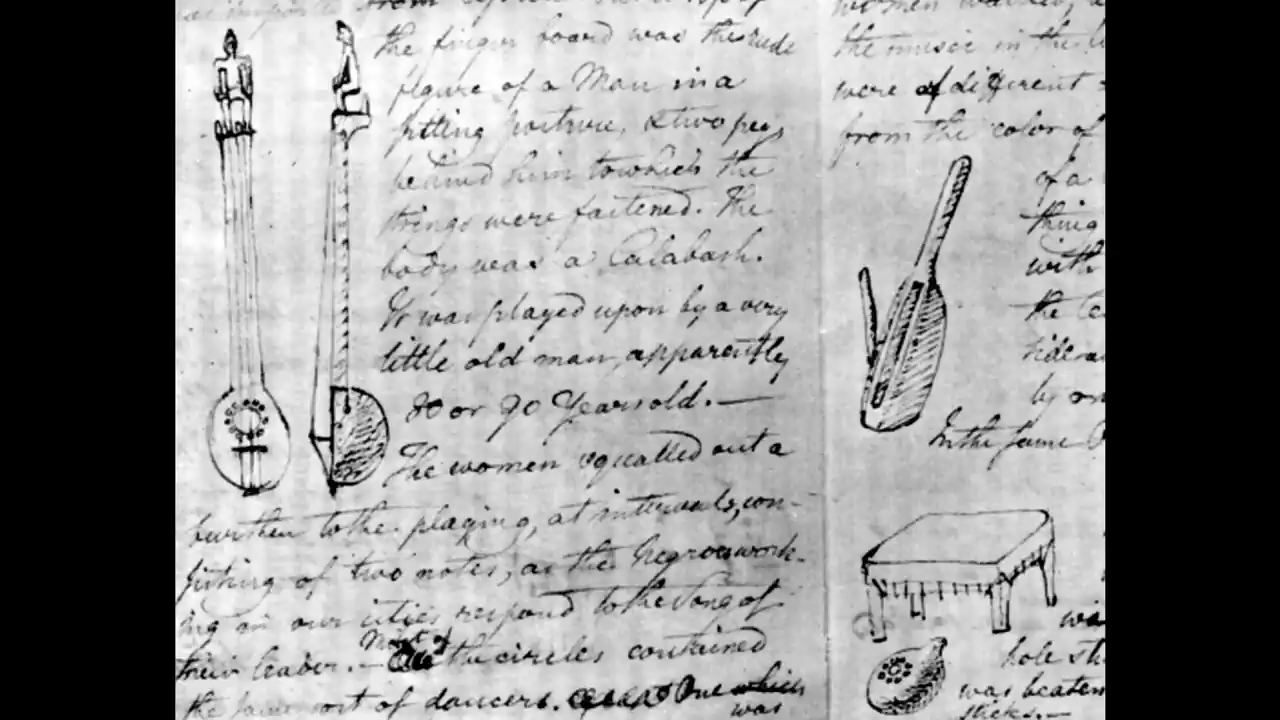 the finger board was the rude
figure of a Man in a
sitting posture, & two pegs
behind him to which the
strings were fastened. The
body was a Calabash.
It was played upon by a very
little old man, apparently
80 or 90 Years old. —
The women squalled out a
burthen to the playing, at intervals, con-
sisting of two notes, as the Negroes work-
ing in our cities respond to the Song of
their leader. — Most of the circles contained
the same sort of dancers. One which
was
women walked, a
the music in the
were of different
from the color of
of a
thing
with
the
by
In the same
wa
hole
was beaten
sticks. —